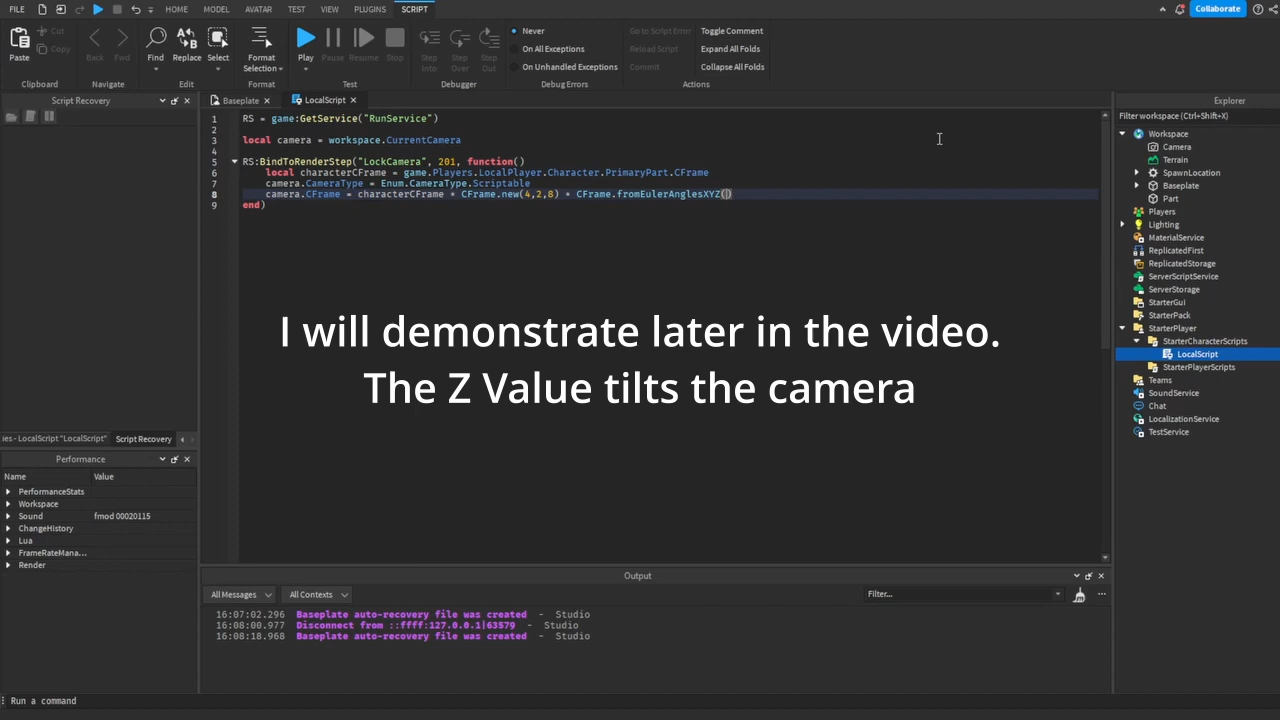 FILE HOME MODEL AVATAR TEST VIEW PLUGINS SCRIPT Collaborate
Paste Cut Copy
Clipboard
Back Fwd
Navigate
Find Replace Select
Edit
Format Selection
Format
Play Pause Resume Stop
Test
Step Into Step Over Step Out
Debugger
Never
On All Exceptions
On Unhandled Exceptions
Debug Errors
Go to Script Error
Reload Script
Commit
Toggle Comment
Expand All Folds
Collapse All Folds
Actions
Script Recovery
Baseplate LocalScript
1 RS = game:GetService("RunService")
2
3 local camera = workspace.CurrentCamera
4
5 RS:BindToRenderStep("LockCamera", 201, function()
6 local characterCFrame = game.Players.LocalPlayer.Character.PrimaryPart.CFrame
7 camera.CameraType = Enum.CameraType.Scriptable
8 camera.CFrame = characterCFrame * CFrame.new(4,2,8) * CFrame.fromEulerAnglesXYZ()
9 end)
I will demonstrate later in the video.
The Z Value tilts the camera
Explorer
Filter workspace (Ctrl+Shift+X)
Workspace
Camera
Terrain
SpawnLocation
Baseplate
Part
Players
Lighting
MaterialService
ReplicatedFirst
ReplicatedStorage
ServerScriptService
ServerStorage
StarterGui
StarterPack
StarterPlayer
StarterCharacterScripts
LocalScript
StarterPlayerScripts
Teams
SoundService
Chat
LocalizationService
TestService
ies - LocalScript "LocalScript" Script Recovery
Performance
Name Value
PerformanceStats
Workspace
Sound fmod 00020115
ChangeHistory
Lua
FrameRateMana...
Render
Output
All Messages All Contexts Filter...
16:07:02.296 Baseplate auto-recovery file was created - Studio
16:08:00.977 Disconnect from ::ffff:127.0.0.1|63579 - Studio
16:08:18.968 Baseplate auto-recovery file was created - Studio
Run a command